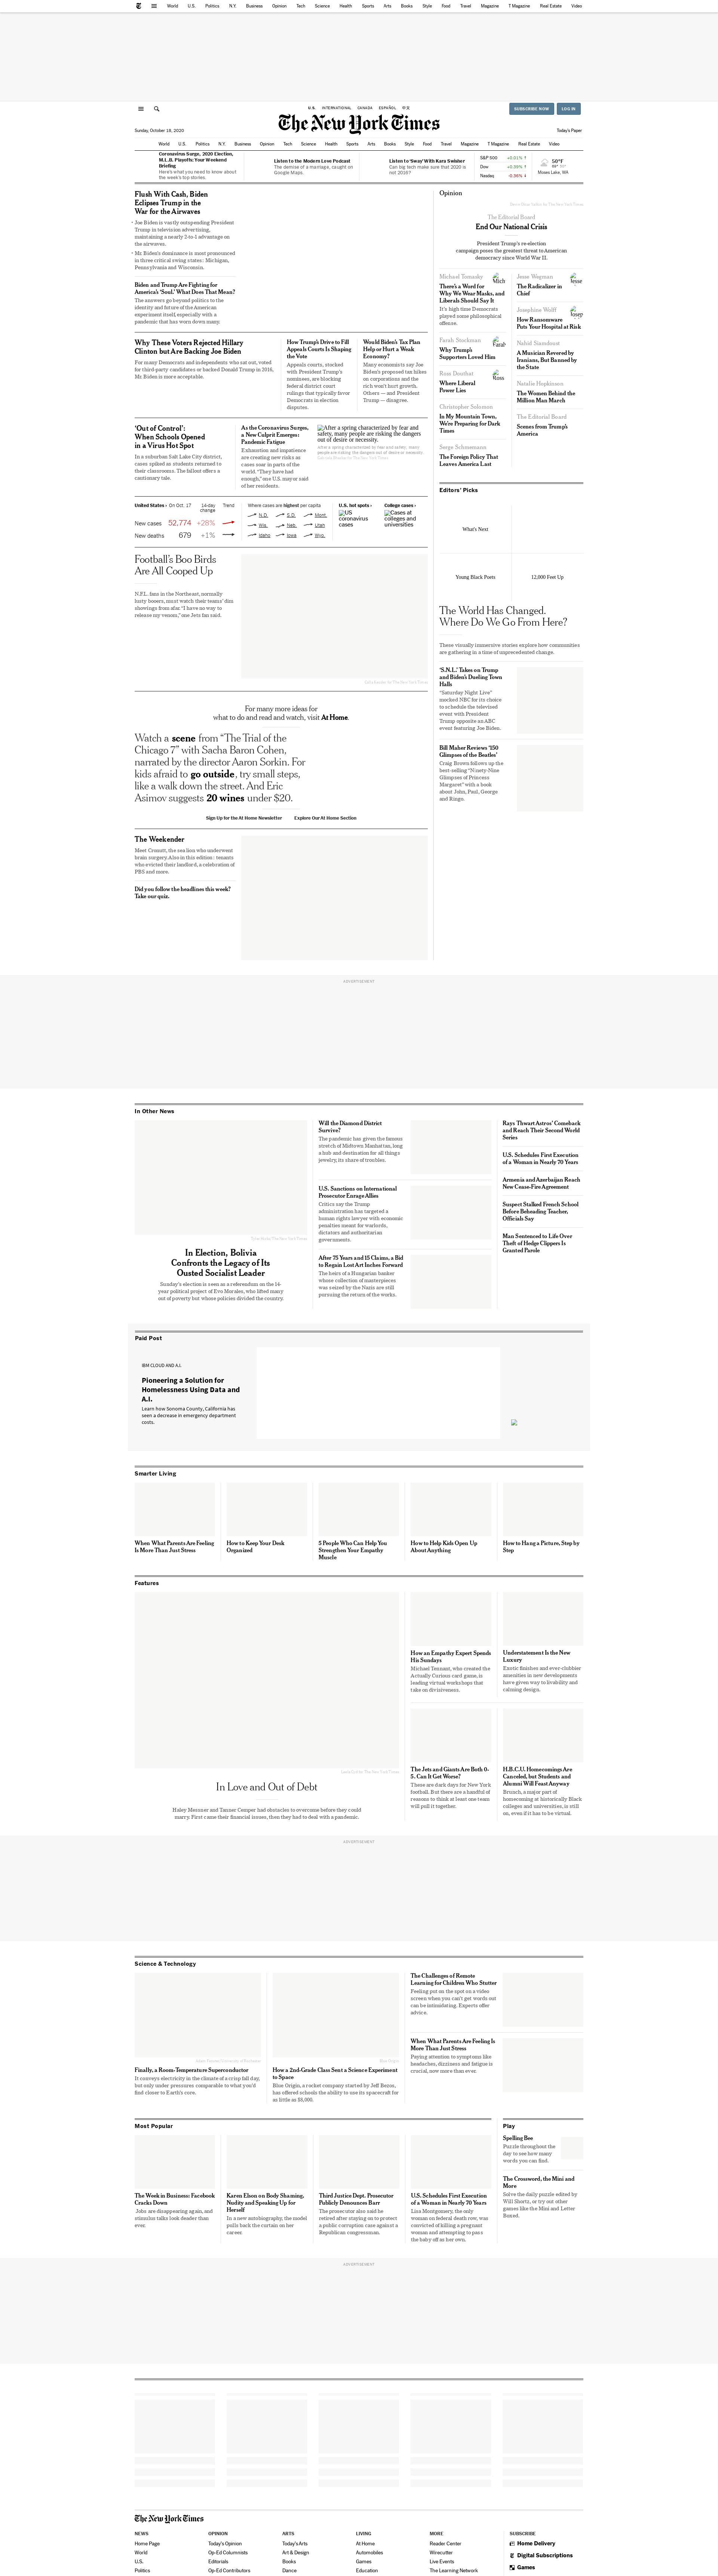 World U.S. Politics N.Y. Business Opinion Tech Science Health Sports Arts Books Style Food Travel Magazine T Magazine Real Estate Video
U.S. INTERNATIONAL CANADA ESPAÑOL 中文
SUBSCRIBE NOW LOG IN
The New York Times
Sunday, October 18, 2020
Today's Paper
World U.S. Politics N.Y. Business Opinion Tech Science Health Sports Arts Books Style Food Travel Magazine T Magazine Real Estate Video
Coronavirus Surge, 2020 Election,
M.L.B. Playoffs: Your Weekend
Briefing
Here's what you need to know about
the week's top stories.
Listen to the Modern Love Podcast
The demise of a marriage, caught on
Google Maps.
Listen to 'Sway' With Kara Swisher
Can big tech make sure that 2020 is
not 2016?
S&P 500 +0.01% ↑
Dow +0.39% ↑
Nasdaq -0.36% ↓
50°F
Moses Lake, WA
Flush With Cash, Biden
Eclipses Trump in the
War for the Airwaves
Joe Biden is vastly outspending President
Trump in television advertising,
maintaining a nearly 2-to-1 advantage on
the airwaves.
Mr. Biden's dominance is most pronounced
in three critical swing states: Michigan,
Pennsylvania and Wisconsin.
Biden and Trump Are Fighting for
America's 'Soul.' What Does That Mean?
The answers go beyond politics to the
identity and future of the American
experiment itself, especially with a
pandemic that has worn down many.
Why These Voters Rejected Hillary
Clinton but Are Backing Joe Biden
For many Democrats and independents who sat out, voted
for third-party candidates or backed Donald Trump in 2016,
Mr. Biden is more acceptable.
How Trump's Drive to Fill
Appeals Courts Is Shaping
the Vote
Appeals courts, stocked
with President Trump's
nominees, are blocking
federal district court
rulings that typically favor
Democrats in election
disputes.
Would Biden's Tax Plan
Help or Hurt a Weak
Economy?
Many economists say Joe
Biden's proposed tax hikes
on corporations and the
rich won't hurt growth.
Others — and President
Trump — disagree.
'Out of Control':
When Schools Opened
in a Virus Hot Spot
In a suburban Salt Lake City district,
cases spiked as students returned to
their classrooms. The fallout offers a
cautionary tale.
As the Coronavirus Surges,
a New Culprit Emerges:
Pandemic Fatigue
Exhaustion and impatience
are creating new risks as
cases soar in parts of the
world. "They have had
enough," one U.S. mayor said
of her residents.
After a spring characterized by fear and
safety, many people are risking the dangers
out of desire or necessity.
After a spring characterized by fear and safety, many
people are risking the dangers out of desire or necessity.
United States › On Oct. 17 14-day change Trend
New cases 52,774 +28%
New deaths 679 +1%
Where cases are highest per capita
N.D. S.D. Mont.
Wis. Neb. Utah
Idaho Iowa Wyo.
U.S. hot spots ›
US
coronavirus
cases
College cases ›
Cases at
colleges and
universities
Football's Boo Birds
Are All Cooped Up
N.F.L. fans in the Northeast, normally
lusty booers, must watch their teams' dim
showings from afar. "I have no way to
release my venom," one Jets fan said.
For many more ideas for
what to do and read and watch, visit At Home.
Watch a scene from "The Trial of the
Chicago 7" with Sacha Baron Cohen,
narrated by the director Aaron Sorkin. For
kids afraid to go outside, try small steps,
like a walk down the street. And Eric
Asimov suggests 20 wines under $20.
Sign Up for the At Home Newsletter Explore Our At Home Section
The Weekender
Meet Cronutt, the sea lion who underwent
brain surgery. Also in this edition: tenants
who evicted their landlord, a celebration of
PBS and more.
Did you follow the headlines this week?
Take our quiz.
Opinion
The Editorial Board
End Our National Crisis
President Trump's re-election
campaign poses the greatest threat to American
democracy since World War II.
Michael Tomasky
There's a Word for
Why We Wear Masks, and
Liberals Should Say It
It's high time Democrats
played some philosophical
offense.
Farah Stockman
Why Trump's
Supporters Loved Him
Ross Douthat
Where Liberal
Power Lies
Christopher Solomon
In My Mountain Town,
We're Preparing for Dark
Times
Serge Schmemann
The Foreign Policy That
Leaves America Last
Jesse Wegman
The Radicalizer in
Chief
Josephine Wolff
How Ransomware
Puts Your Hospital at Risk
Nahid Siamdoust
A Musician Revered by
Iranians, But Banned by
the State
Natalie Hopkinson
The Women Behind the
Million Man March
The Editorial Board
Scenes from Trump's
America
Editors' Picks
What's Next
Young Black Poets
12,000 Feet Up
The World Has Changed.
Where Do We Go From Here?
These visually immersive stories explore how communities
are gathering in a time of unprecedented change.
'S.N.L.' Takes on Trump
and Biden's Dueling Town
Halls
"Saturday Night Live"
mocked NBC for its choice
to schedule the televised
event with President
Trump opposite an ABC
event featuring Joe Biden.
Bill Maher Reviews '150
Glimpses of the Beatles'
Craig Brown follows up the
best-selling "Ninety-Nine
Glimpses of Princess
Margaret" with a book
about John, Paul, George
and Ringo.
ADVERTISEMENT
In Other News
In Election, Bolivia
Confronts the Legacy of Its
Ousted Socialist Leader
Sunday's election is seen as a referendum on the 14-
year political project of Evo Morales, who lifted many
out of poverty but whose policies divided the country.
Will the Diamond District
Survive?
The pandemic has given the famous
stretch of Midtown Manhattan, long
a hub and destination for all things
jewelry, its share of troubles.
U.S. Sanctions on International
Prosecutor Enrage Allies
Critics say the Trump
administration has targeted a
human rights lawyer with economic
penalties meant for warlords,
dictators and authoritarian
governments.
After 75 Years and 15 Claims, a Bid
to Regain Lost Art Inches Forward
The heirs of a Hungarian banker
whose collection of masterpieces
was seized by the Nazis are still
pursuing the return of the works.
Rays Thwart Astros' Comeback
and Reach Their Second World
Series
U.S. Schedules First Execution
of a Woman in Nearly 70 Years
Armenia and Azerbaijan Reach
New Cease-Fire Agreement
Suspect Stalked French School
Before Beheading Teacher,
Officials Say
Man Sentenced to Life Over
Theft of Hedge Clippers Is
Granted Parole
Paid Post
IBM CLOUD AND A.I.
Pioneering a Solution for
Homelessness Using Data and
A.I.
Learn how Sonoma County, California has
seen a decrease in emergency department
costs.
Smarter Living
When What Parents Are Feeling
Is More Than Just Stress
How to Keep Your Desk
Organized
5 People Who Can Help You
Strengthen Your Empathy
Muscle
How to Help Kids Open Up
About Anything
How to Hang a Picture, Step by
Step
Features
In Love and Out of Debt
Haley Messner and Tanner Cemper had obstacles to overcome before they could
marry. First came their financial issues, then they had to deal with a pandemic.
How an Empathy Expert Spends
His Sundays
Michael Tennant, who created the
Actually Curious card game, is
leading virtual workshops that
take on divisiveness.
Understatement Is the New
Luxury
Exotic finishes and ever-clubbier
amenities in new developments
have given way to livability and
calming design.
The Jets and Giants Are Both 0-
5. Can It Get Worse?
These are dark days for New York
football. But there are a handful of
reasons to think at least one team
will pull it together.
H.B.C.U. Homecomings Are
Canceled, but Students and
Alumni Will Feast Anyway
Brunch, a major part of
homecoming at historically Black
colleges and universities, is still
on, even if it has to be virtual.
ADVERTISEMENT
Science & Technology
Finally, a Room-Temperature Superconductor
It conveys electricity in the climate of a crisp fall day,
but only under pressures comparable to what you'd
find closer to Earth's core.
How a 2nd-Grade Class Sent a Science Experiment
to Space
Blue Origin, a rocket company started by Jeff Bezos,
has offered schools the ability to use its spacecraft for
as little as $8,000.
The Challenges of Remote
Learning for Children Who Stutter
Feeling put on the spot on a video
screen when you can't get words out
can be intimidating. Experts offer
advice.
When What Parents Are Feeling Is
More Than Just Stress
Paying attention to symptoms like
headaches, dizziness and fatigue is
crucial, now more than ever.
Most Popular
The Week in Business: Facebook
Cracks Down
Jobs are disappearing again, and
stimulus talks look deader than
ever.
Karen Elson on Body Shaming,
Nudity and Speaking Up for
Herself
In a new autobiography, the model
pulls back the curtain on her
career.
Third Justice Dept. Prosecutor
Publicly Denounces Barr
The prosecutor also said he
retired after staying on to protect
a public corruption case against a
Republican congressman.
U.S. Schedules First Execution
of a Woman in Nearly 70 Years
Lisa Montgomery, the only
woman on federal death row, was
convicted of killing a pregnant
woman and attempting to pass
the baby off as her own.
Play
Spelling Bee
Puzzle throughout the
day to see how many
words you can find.
The Crossword, the Mini and
More
Solve the daily puzzle edited by
Will Shortz, or try out other
games like the Mini and Letter
Boxed.
ADVERTISEMENT
The New York Times
NEWS
Home Page
World
U.S.
Politics
OPINION
Today's Opinion
Op-Ed Columnists
Editorials
Op-Ed Contributors
ARTS
Today's Arts
Art & Design
Books
Dance
LIVING
At Home
Automobiles
Games
Education
MORE
Reader Center
Wirecutter
Live Events
The Learning Network
SUBSCRIBE
Home Delivery
Digital Subscriptions
Games